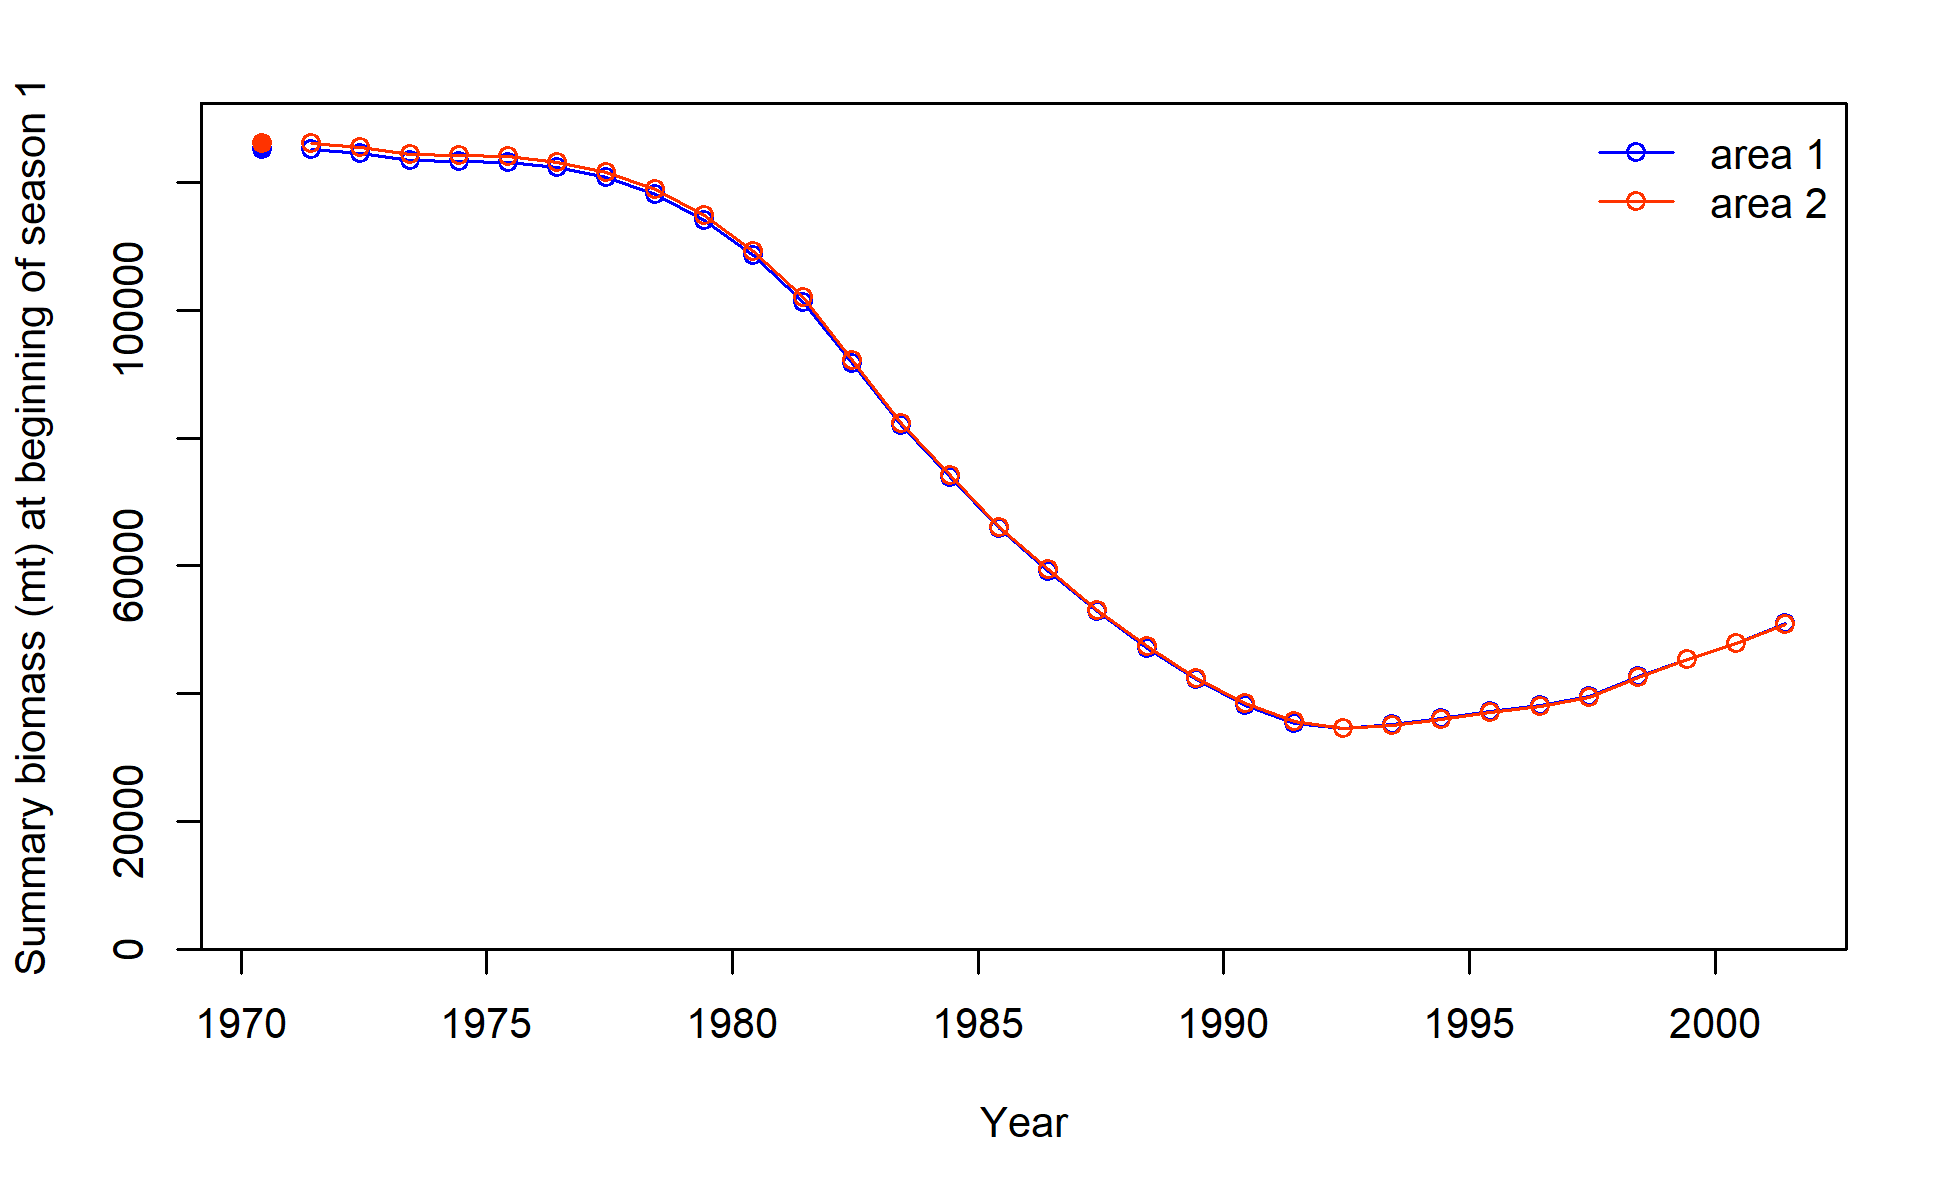 Summary biomass (mt) at beginning of season 1
area 1
area 2
100000
60000
20000
0
1970 1975 1980 1985 1990 1995 2000
Year